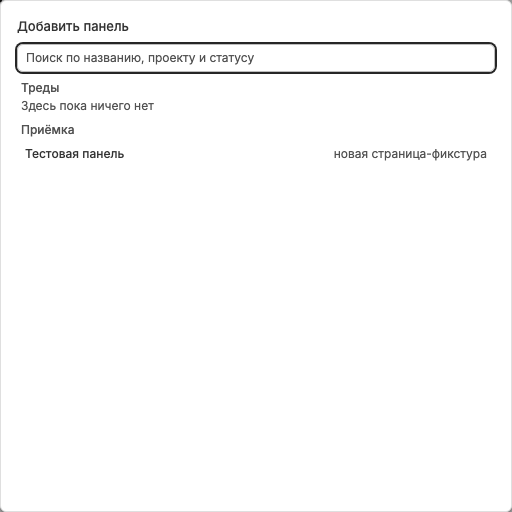 Добавить панель
Поиск по названию, проекту и статусу
Треды
Здесь пока ничего нет
Приёмка
Тестовая панель новая страница-фикстура